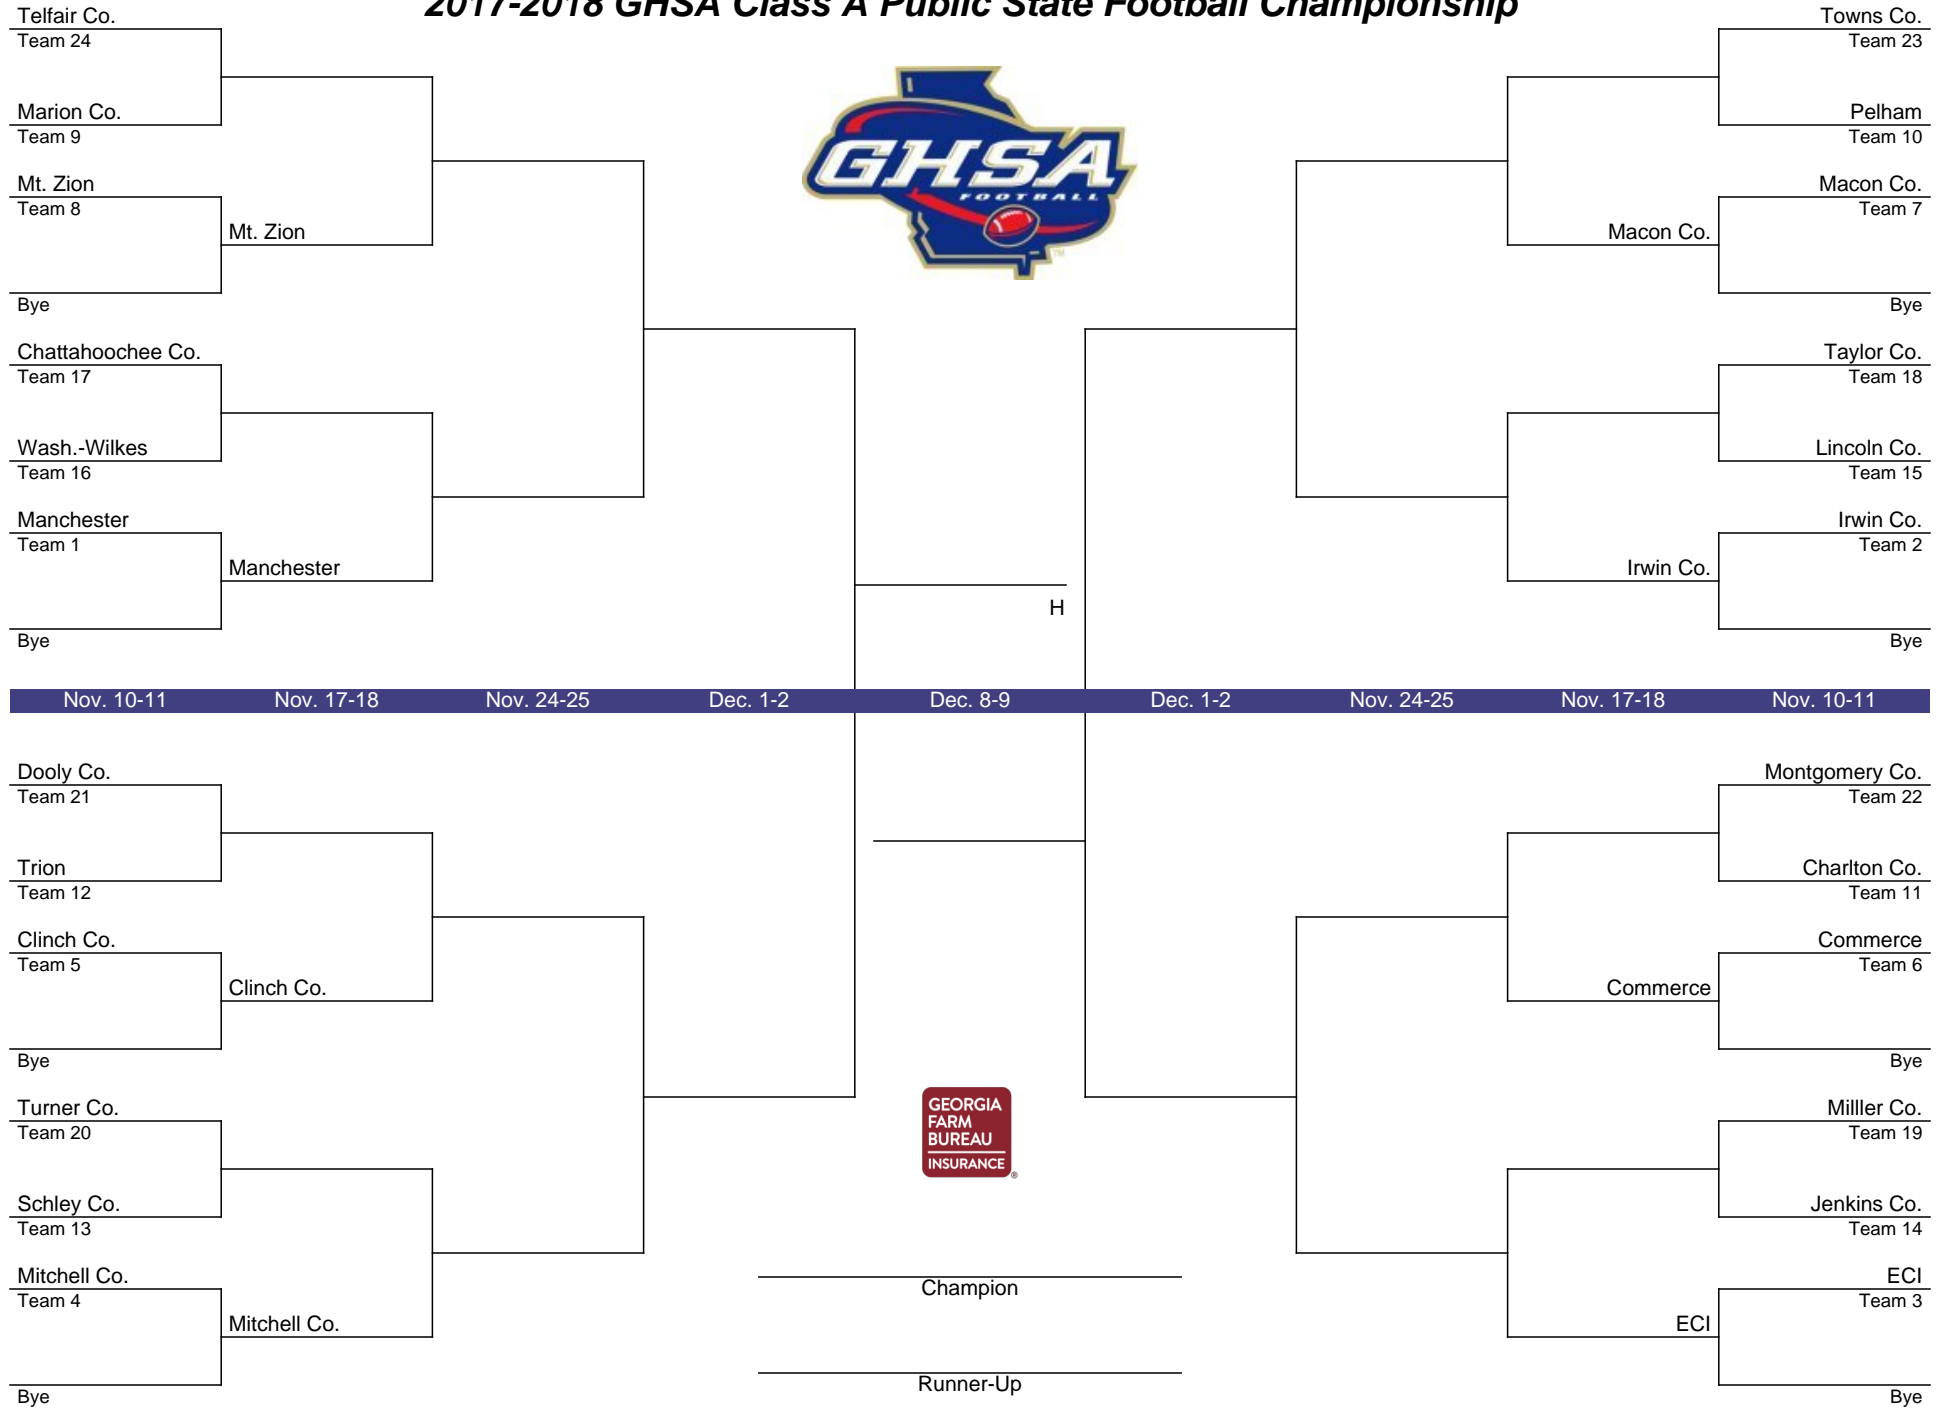 2017-2018 GHSA Class A Public State Football Championship
Telfair Co.
Team 24
Marion Co.
Team 9
Mt. Zion
Team 8
Mt. Zion
Bye
Chattahoochee Co.
Team 17
Wash.-Wilkes
Team 16
Manchester
Team 1
Manchester
Bye
GHSA
FOOTBALL
TM
H
Towns Co.
Team 23
Pelham
Team 10
Macon Co.
Team 7
Macon Co.
Bye
Taylor Co.
Team 18
Lincoln Co.
Team 15
Irwin Co.
Team 2
Irwin Co.
Bye
Nov. 10-11 Nov. 17-18 Nov. 24-25 Dec. 1-2 Dec. 8-9 Dec. 1-2 Nov. 24-25 Nov. 17-18 Nov. 10-11
Dooly Co.
Team 21
Trion
Team 12
Clinch Co.
Team 5
Clinch Co.
Bye
Turner Co.
Team 20
Schley Co.
Team 13
Mitchell Co.
Team 4
Mitchell Co.
Bye
GEORGIA
FARM
BUREAU
INSURANCE
®
Champion
Runner-Up
Montgomery Co.
Team 22
Charlton Co.
Team 11
Commerce
Team 6
Commerce
Bye
Milller Co.
Team 19
Jenkins Co.
Team 14
ECI
Team 3
ECI
Bye